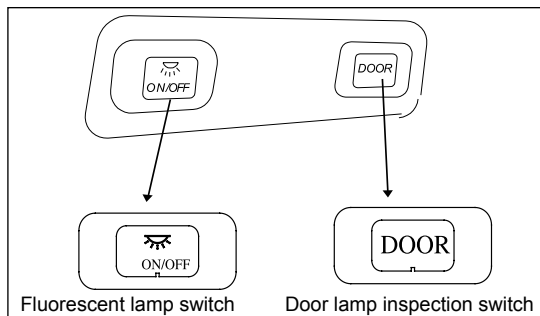 ON/OFF
DOOR
ON/OFF
DOOR
Fluorescent lamp switch
Door lamp inspection switch